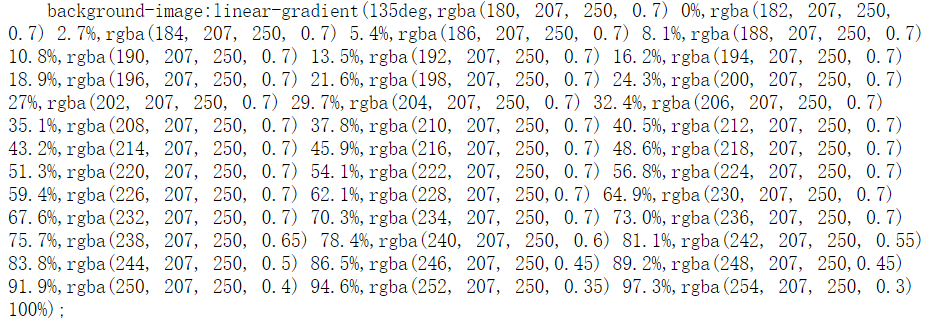 background-image:linear-gradient(135deg,rgba(180, 207, 250, 0.7) 0%,rgba(182, 207, 250,
0.7) 2.7%,rgba(184, 207, 250, 0.7) 5.4%,rgba(186, 207, 250, 0.7) 8.1%,rgba(188, 207, 250, 0.7)
10.8%,rgba(190, 207, 250, 0.7) 13.5%,rgba(192, 207, 250, 0.7) 16.2%,rgba(194, 207, 250, 0.7)
18.9%,rgba(196, 207, 250, 0.7) 21.6%,rgba(198, 207, 250, 0.7) 24.3%,rgba(200, 207, 250, 0.7)
27%,rgba(202, 207, 250, 0.7) 29.7%,rgba(204, 207, 250, 0.7) 32.4%,rgba(206, 207, 250, 0.7)
35.1%,rgba(208, 207, 250, 0.7) 37.8%,rgba(210, 207, 250, 0.7) 40.5%,rgba(212, 207, 250, 0.7)
43.2%,rgba(214, 207, 250, 0.7) 45.9%,rgba(216, 207, 250, 0.7) 48.6%,rgba(218, 207, 250, 0.7)
51.3%,rgba(220, 207, 250, 0.7) 54.1%,rgba(222, 207, 250, 0.7) 56.8%,rgba(224, 207, 250, 0.7)
59.4%,rgba(226, 207, 250, 0.7) 62.1%,rgba(228, 207, 250,0.7) 64.9%,rgba(230, 207, 250, 0.7)
67.6%,rgba(232, 207, 250, 0.7) 70.3%,rgba(234, 207, 250, 0.7) 73.0%,rgba(236, 207, 250, 0.7)
75.7%,rgba(238, 207, 250, 0.65) 78.4%,rgba(240, 207, 250, 0.6) 81.1%,rgba(242, 207, 250, 0.55)
83.8%,rgba(244, 207, 250, 0.5) 86.5%,rgba(246, 207, 250,0.45) 89.2%,rgba(248, 207, 250,0.45)
91.9%,rgba(250, 207, 250, 0.4) 94.6%,rgba(252, 207, 250, 0.35) 97.3%,rgba(254, 207, 250, 0.3)
100%);